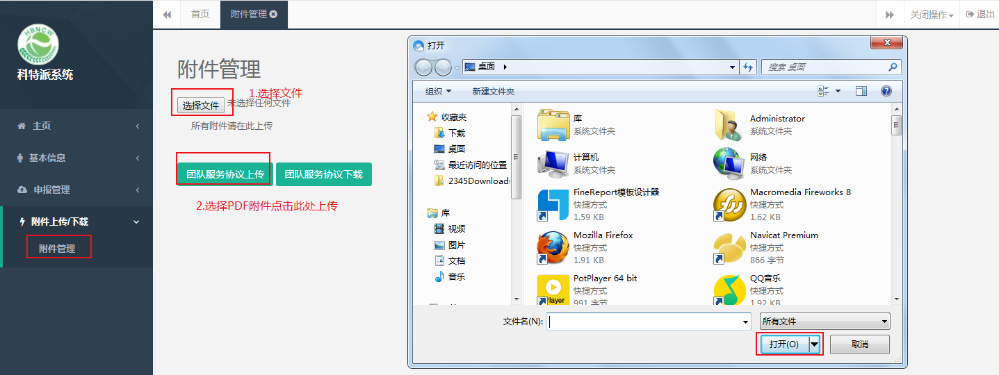 HBNCW
科特派系统
主页
基本信息
申报管理
附件上传/下载
附件管理
首页
附件管理
关闭操作
退出
附件管理
1.选择文件
选择文件 未选择任何文件
所有附件请在此上传
团队服务协议上传 团队服务协议下载
2.选择PDF附件点击此处上传
打开
桌面
搜索 桌面
组织 新建文件夹
收藏夹
下载
桌面
最近访问的位置
2345Downloads
库
视频
图片
文档
音乐
库
系统文件夹
Administrator
系统文件夹
计算机
系统文件夹
网络
系统文件夹
FineReport模板设计器
快捷方式
1.59 KB
Macromedia Fireworks 8
快捷方式
1.62 KB
Mozilla Firefox
快捷方式
1.91 KB
Navicat Premium
快捷方式
866 字节
Player
PotPlayer 64 bit
快捷方式
991 字节
QQ音乐
快捷方式
1.92 KB
文件名(N):
所有文件
打开(O)
取消